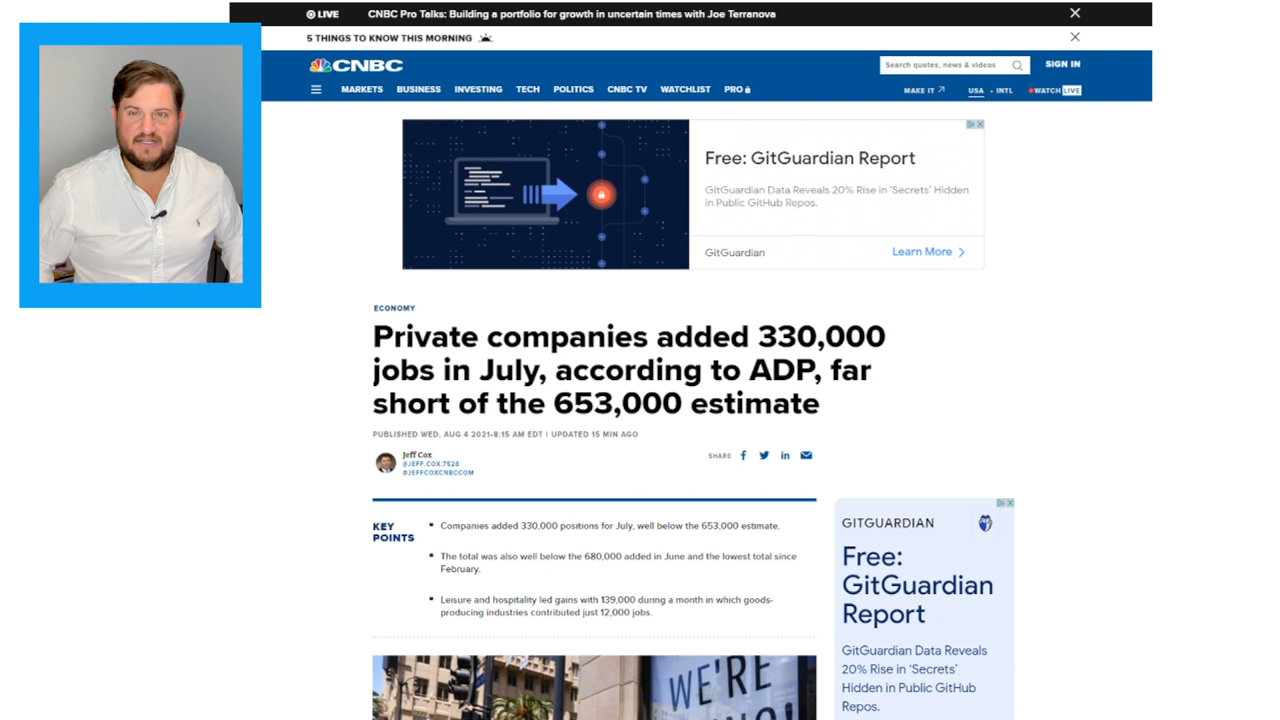 LIVE CNBC Pro Talks: Building a portfolio for growth in uncertain times with Joe Terranova
5 THINGS TO KNOW THIS MORNING
CNBC
Search quotes, news & videos
SIGN IN
MARKETS BUSINESS INVESTING TECH POLITICS CNBC TV WATCHLIST PRO
MAKE IT USA • INTL WATCH LIVE
Free: GitGuardian Report
GitGuardian Data Reveals 20% Rise in 'Secrets' Hidden
in Public GitHub Repos.
GitGuardian Learn More
ECONOMY
Private companies added 330,000
jobs in July, according to ADP, far
short of the 653,000 estimate
PUBLISHED WED, AUG 4 2021-8:15 AM EDT | UPDATED 15 MIN AGO
Jeff Cox
@JEFF.COX.7528
@JEFFCOXCNBCCOM
SHARE
KEY
POINTS
Companies added 330,000 positions for July, well below the 653,000 estimate.
The total was also well below the 680,000 added in June and the lowest total since
February.
Leisure and hospitality led gains with 139,000 during a month in which goods-
producing industries contributed just 12,000 jobs.
GITGUARDIAN
Free:
GitGuardian
Report
GitGuardian Data Reveals
20% Rise in 'Secrets'
Hidden in Public GitHub
Repos.
WE'RE